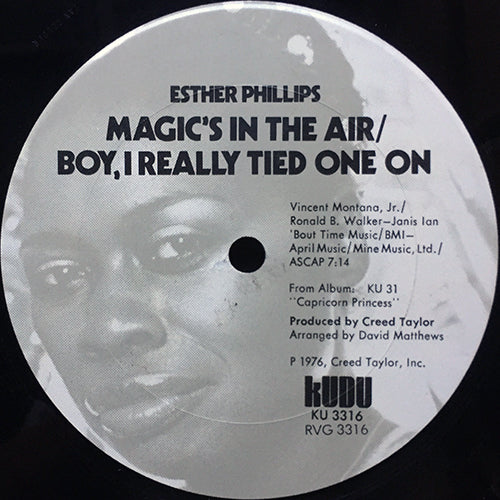 ESTHER PHILLIPS
MAGIC'S IN THE AIR/
BOY, I REALLY TIED ONE ON
Vincent Montana, Jr./
Ronald B. Walker—Janis Ian
'Bout Time Music/BMI—
April Music/Mine Music, Ltd./
ASCAP 7:14
From Album: KU 31
"Capricorn Princess"
Produced by Creed Taylor
Arranged by David Matthews
P 1976, Creed Taylor, Inc.
KUDU
KU 3316
RVG 3316